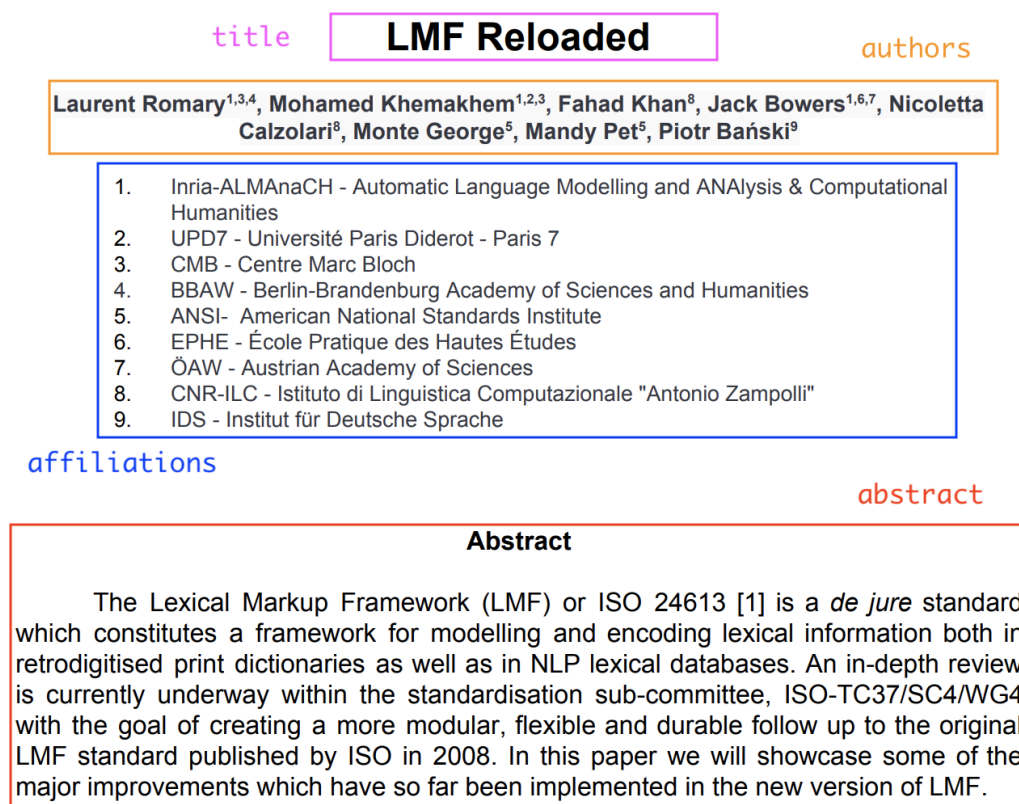 title
LMF Reloaded
authors
Laurent Romary1,3,4, Mohamed Khemakhem1,2,3, Fahad Khan8, Jack Bowers1,6,7, Nicoletta
Calzolari8, Monte George5, Mandy Pet5, Piotr Bański9
1. Inria-ALMAnaCH - Automatic Language Modelling and ANAlysis & Computational
Humanities
2. UPD7 - Université Paris Diderot - Paris 7
3. CMB - Centre Marc Bloch
4. BBAW - Berlin-Brandenburg Academy of Sciences and Humanities
5. ANSI- American National Standards Institute
6. EPHE - École Pratique des Hautes Études
7. ÖAW - Austrian Academy of Sciences
8. CNR-ILC - Istituto di Linguistica Computazionale "Antonio Zampolli"
9. IDS - Institut für Deutsche Sprache
affiliations
abstract
Abstract
The Lexical Markup Framework (LMF) or ISO 24613 [1] is a de jure standard
which constitutes a framework for modelling and encoding lexical information both in
retrodigitised print dictionaries as well as in NLP lexical databases. An in-depth review
is currently underway within the standardisation sub-committee, ISO-TC37/SC4/WG4
with the goal of creating a more modular, flexible and durable follow up to the original
LMF standard published by ISO in 2008. In this paper we will showcase some of the
major improvements which have so far been implemented in the new version of LMF.